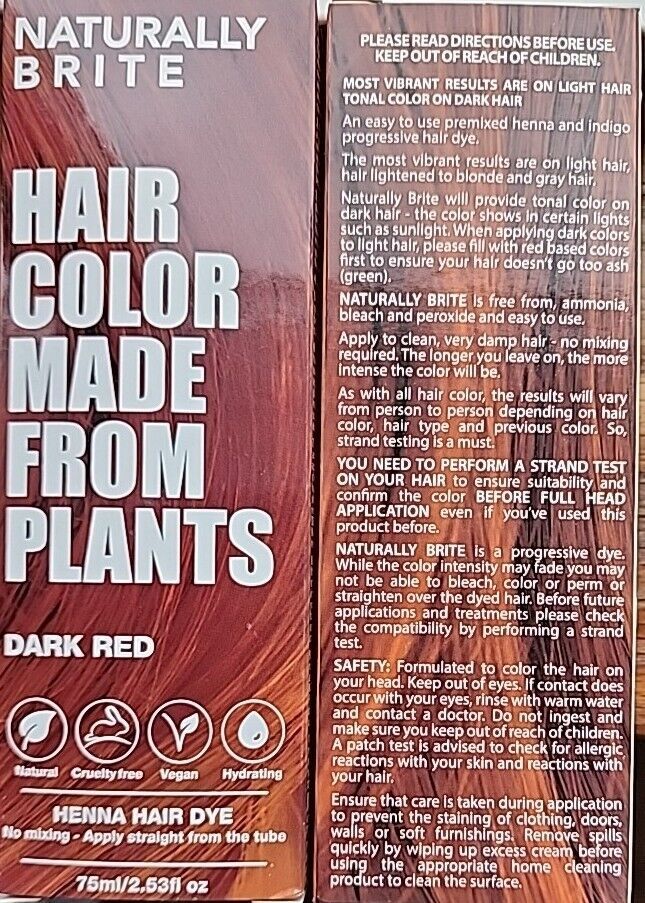 NATURALLY
BRITE
HAIR
COLOR
MADE
FROM
PLANTS
DARK RED
Natural Cruelty free Vegan Hydrating
HENNA HAIR DYE
No mixing - Apply straight from the tube
75ml/2.53fl oz
PLEASE READ DIRECTIONS BEFORE USE.
KEEP OUT OF REACH OF CHILDREN.
MOST VIBRANT RESULTS ARE ON LIGHT HAIR
TONAL COLOR ON DARK HAIR
An easy to use premixed henna and indigo
progressive hair dye.
The most vibrant results are on light hair,
hair lightened to blonde and gray hair.
Naturally Brite will provide tonal color on
dark hair - the color shows in certain lights
such as sunlight. When applying dark colors
to light hair, please fill with red based colors
first to ensure your hair doesn't go too ash
(green).
NATURALLY BRITE is free from, ammonia,
bleach and peroxide and easy to use.
Apply to clean, very damp hair - no mixing
required. The longer you leave on, the more
intense the color will be.
As with all hair color, the results will vary
from person to person depending on hair
color, hair type and previous color. So,
strand testing is a must.
YOU NEED TO PERFORM A STRAND TEST
ON YOUR HAIR to ensure suitability and
confirm the color BEFORE FULL HEAD
APPLICATION even if you've used this
product before.
NATURALLY BRITE is a progressive dye.
While the color intensity may fade you may
not be able to bleach, color or perm or
straighten over the dyed hair. Before future
applications and treatments please check
the compatibility by performing a strand
test.
SAFETY: Formulated to color the hair on
your head. Keep out of eyes. If contact does
occur with your eyes, rinse with warm water
and contact a doctor. Do not ingest and
make sure you keep out of reach of children.
A patch test is advised to check for allergic
reactions with your skin and reactions with
your hair.
Ensure that care is taken during application
to prevent the staining of clothing, doors,
walls or soft furnishings. Remove spills
quickly by wiping up excess cream before
using the appropriate home cleaning
product to clean the surface.